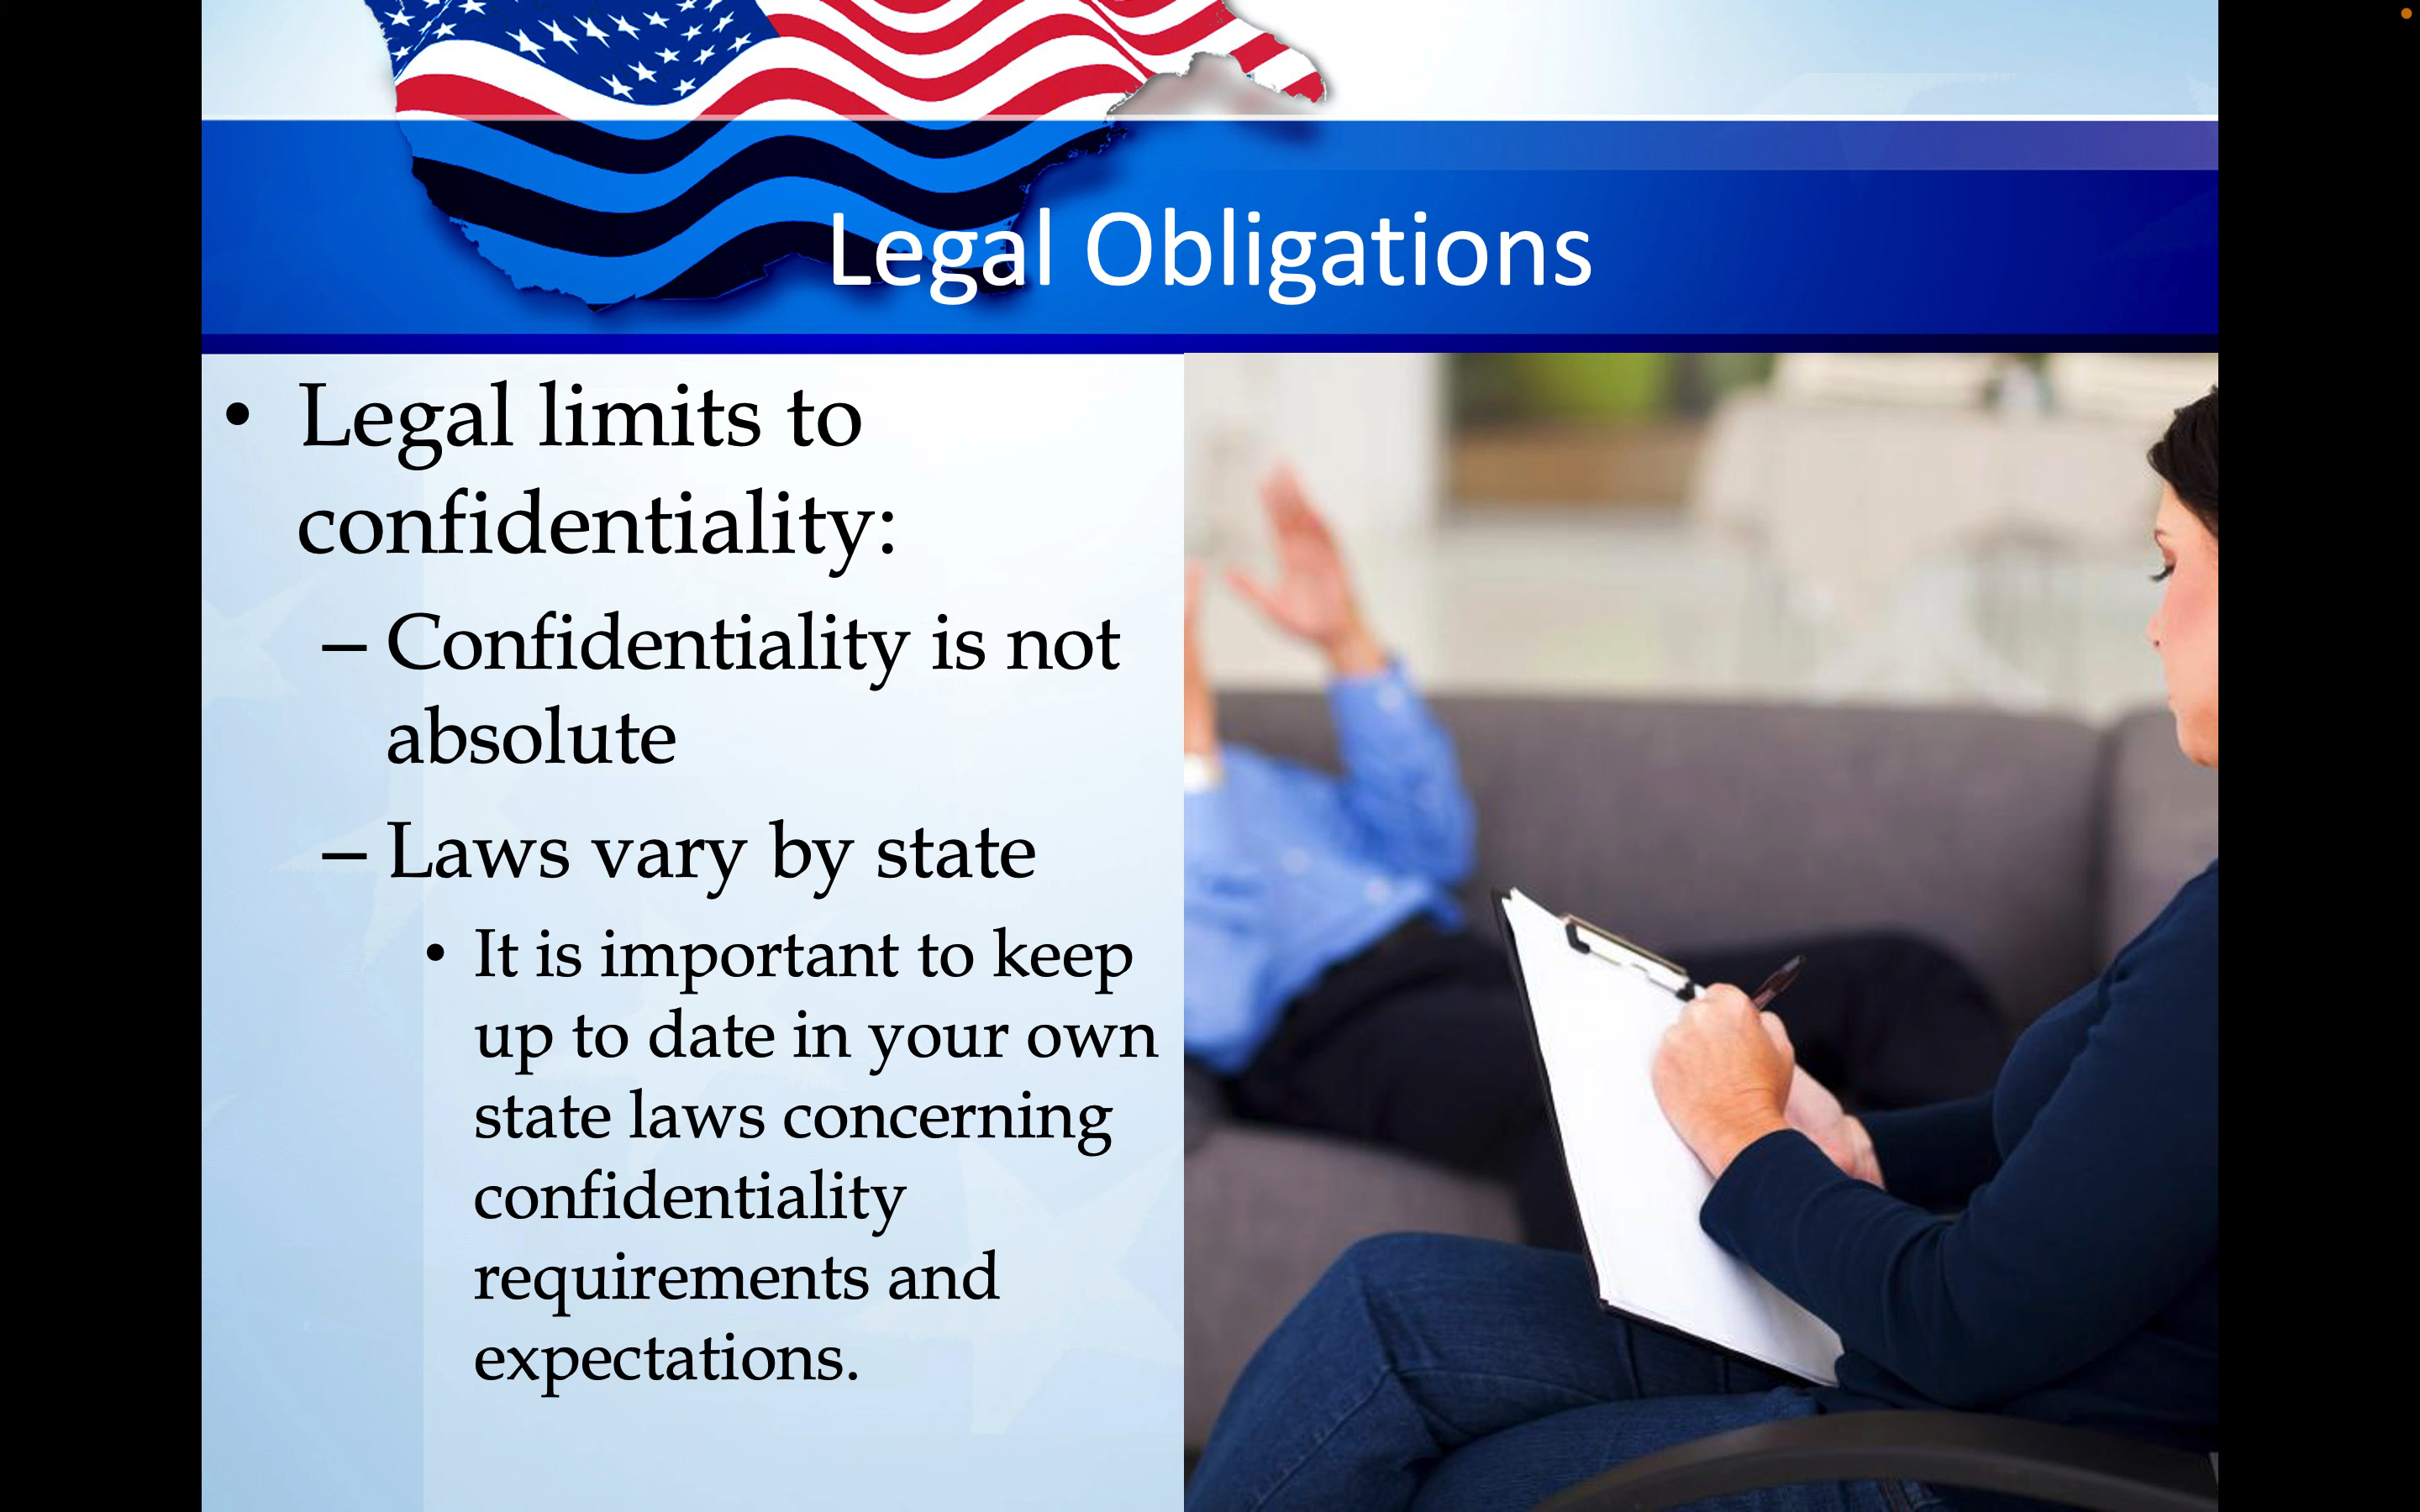 Legal Obligations
• Legal limits to
confidentiality:
– Confidentiality is not
absolute
– Laws vary by state
• It is important to keep
up to date in your own
state laws concerning
confidentiality
requirements and
expectations.